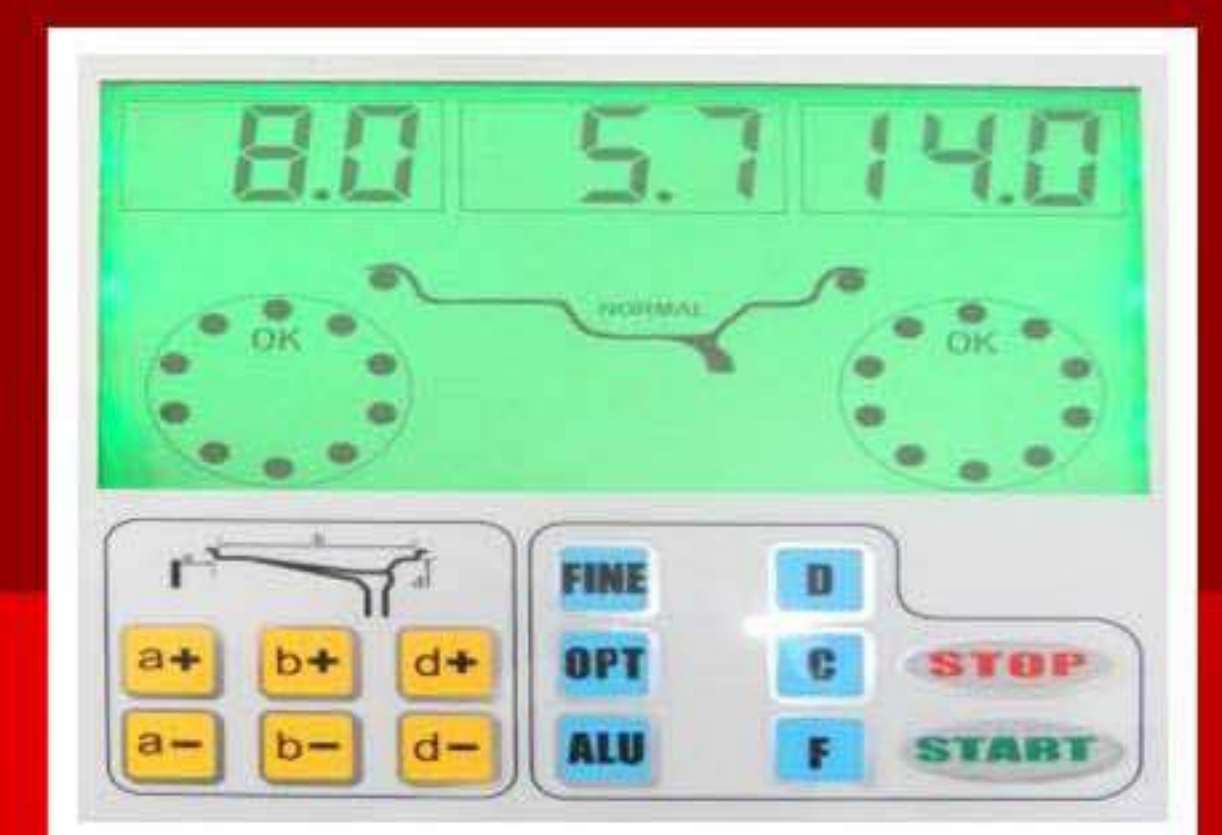 8.0 5.7 14.0
NORMAL
OK OK
a b d
FINE D
a+ b+ d+ OPT C STOP
a- b- d- ALU F START